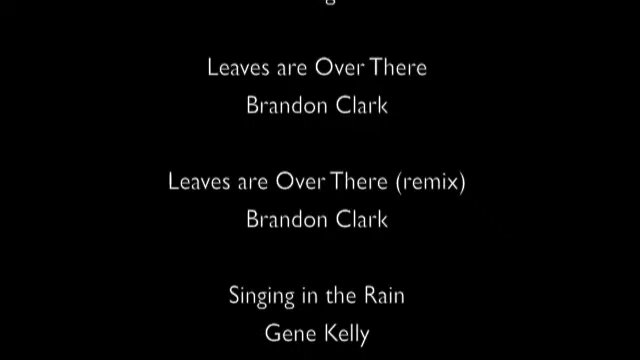 Leaves are Over There
Brandon Clark
Leaves are Over There (remix)
Brandon Clark
Singing in the Rain
Gene Kelly